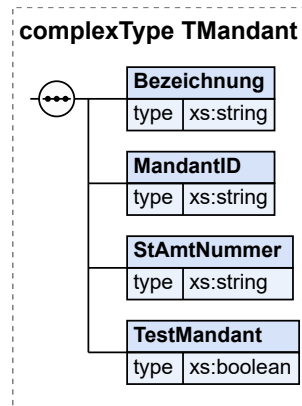 complexType TMandant
Bezeichnung
type xs:string
MandantID
type xs:string
StAmtNummer
type xs:string
TestMandant
type xs:boolean